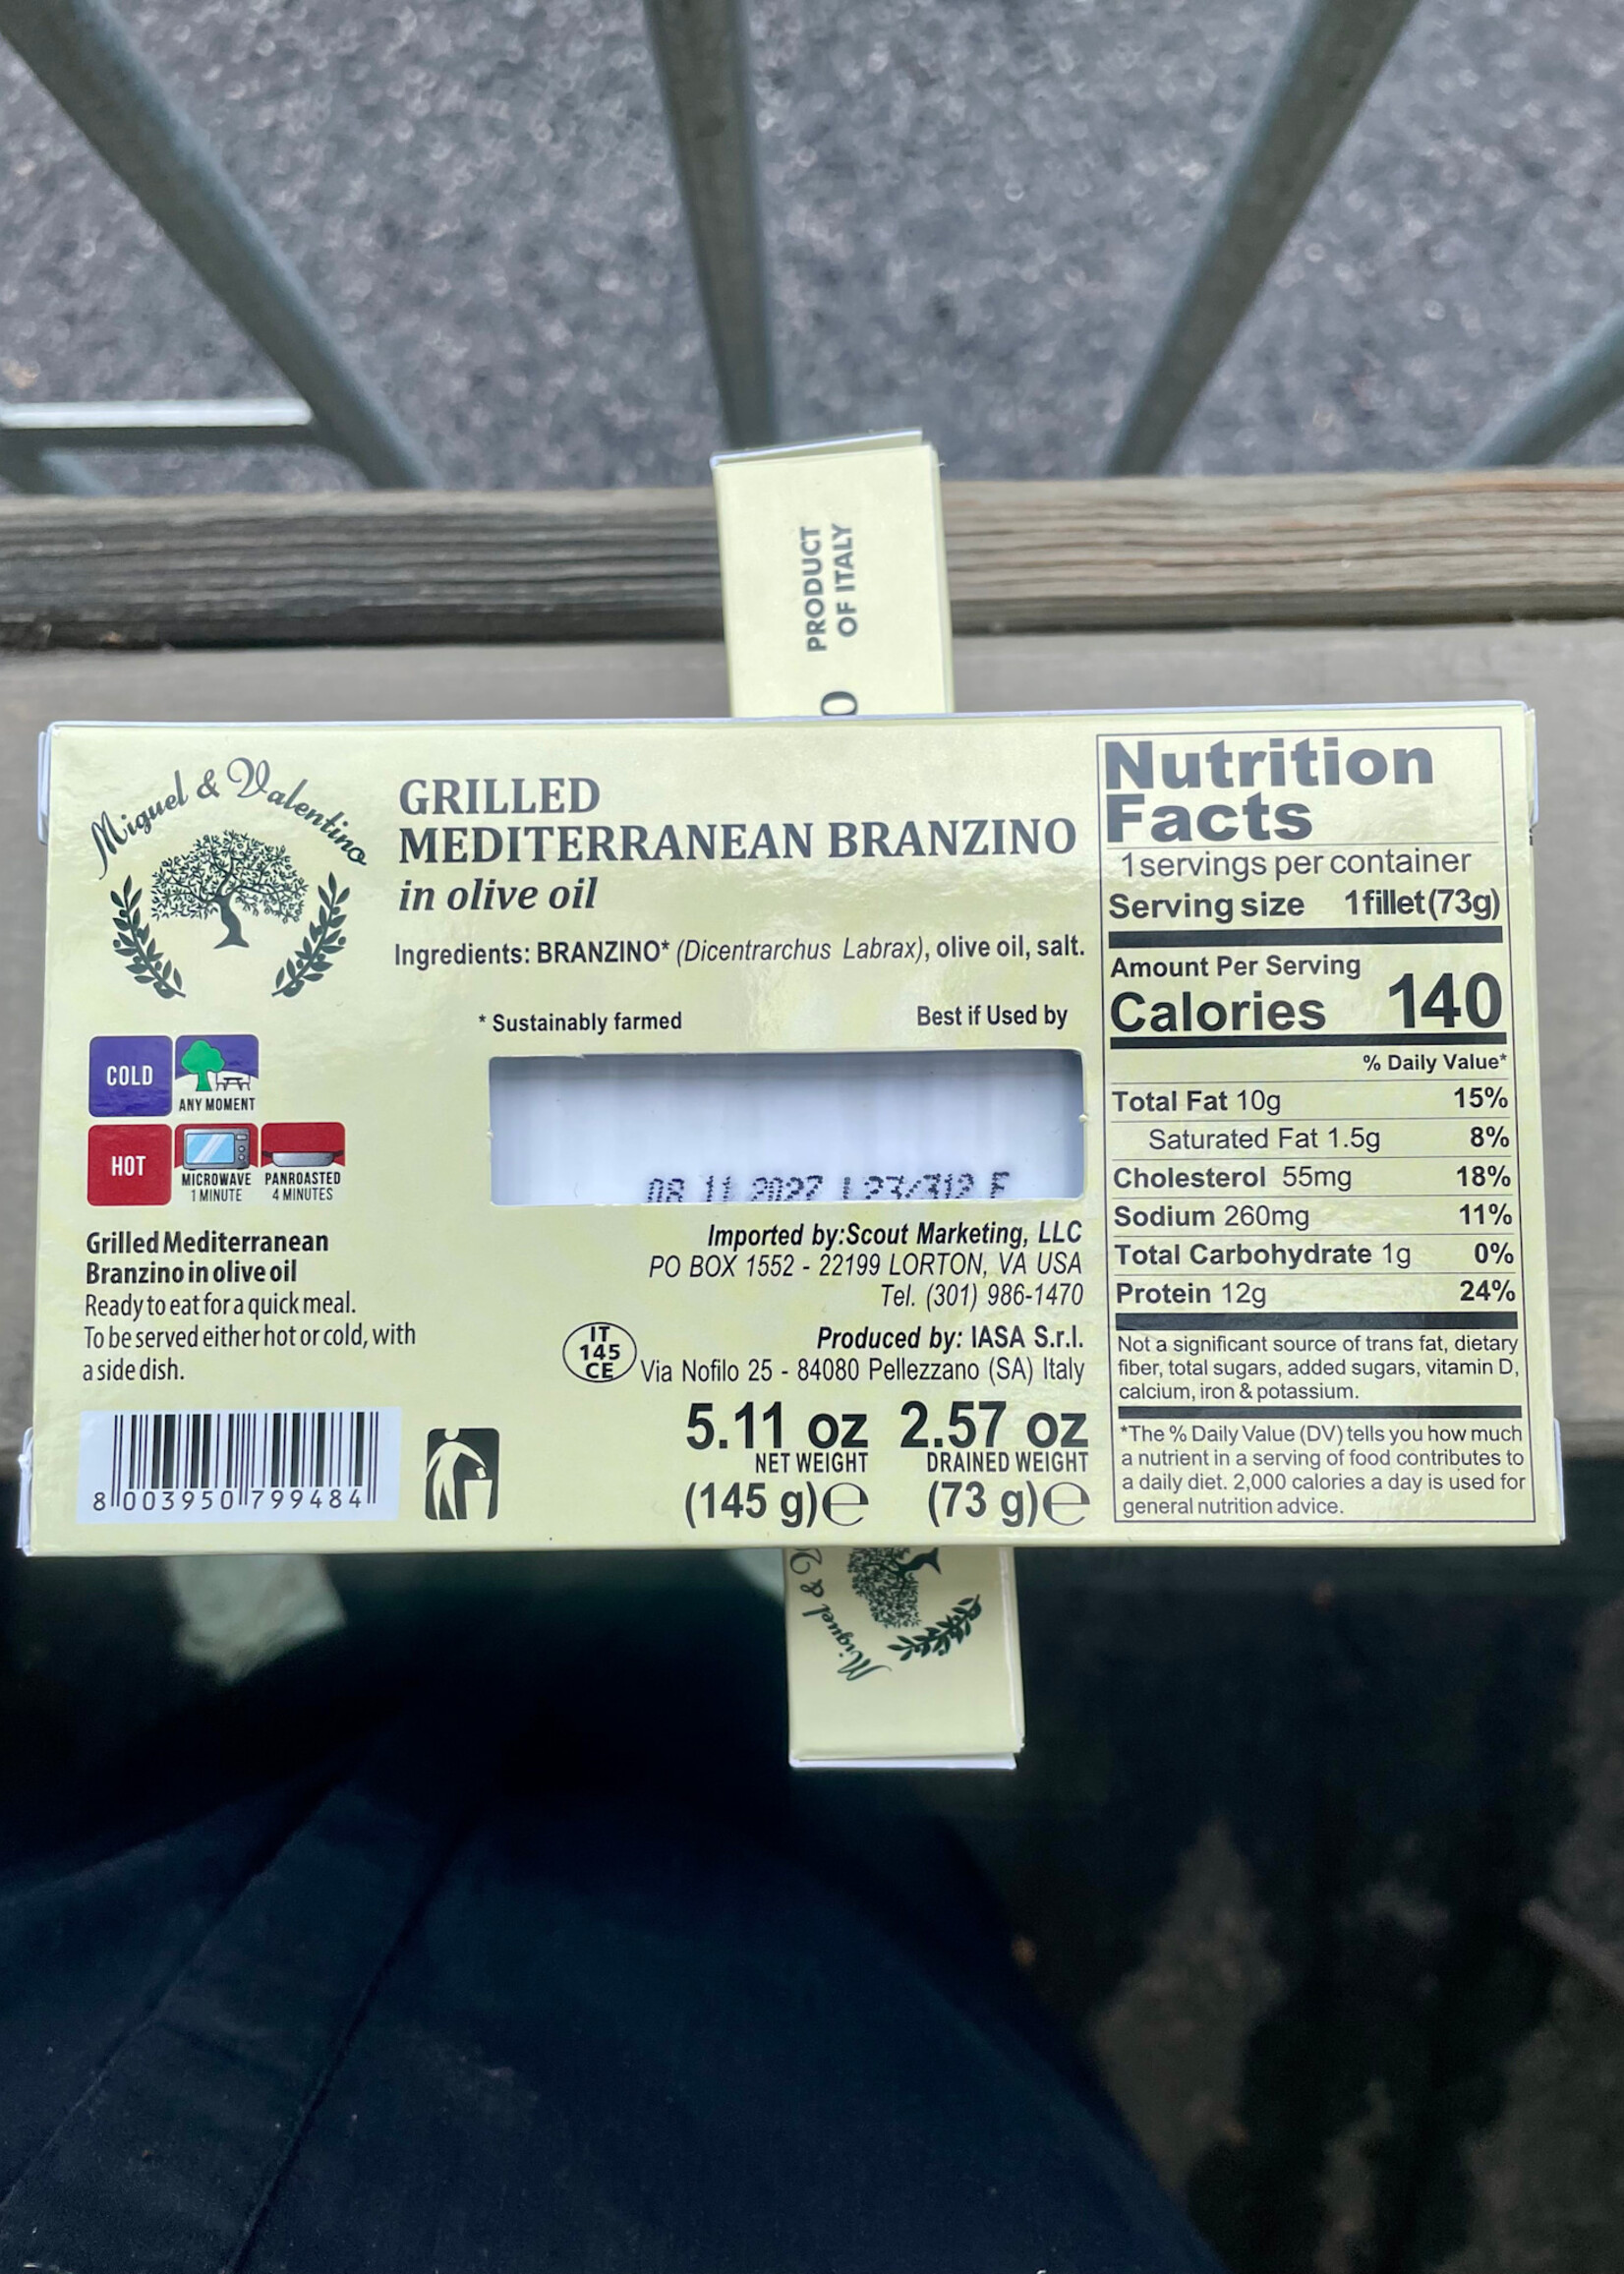 PRODUCT
OF ITALY
O
Miguel & Valentino
GRILLED
MEDITERRANEAN BRANZINO
in olive oil
Ingredients: BRANZINO* (Dicentrarchus Labrax), olive oil, salt.
* Sustainably farmed
Best if Used by
08 11 2027 L23/312 F
COLD
ANY MOMENT
HOT
MICROWAVE
1 MINUTE
PANROASTED
4 MINUTES
Grilled Mediterranean
Branzino in olive oil
Ready to eat for a quick meal.
To be served either hot or cold, with
a side dish.
8 003950 799484
Imported by:Scout Marketing, LLC
PO BOX 1552 - 22199 LORTON, VA USA
Tel. (301) 986-1470
IT
145
CE
Produced by: IASA S.r.l.
Via Nofilo 25 - 84080 Pellezzano (SA) Italy
5.11 oz 2.57 oz
NET WEIGHT DRAINED WEIGHT
(145 g)℮ (73 g)℮
Nutrition
Facts
1 servings per container
Serving size 1 fillet (73g)
Amount Per Serving
Calories 140
% Daily Value*
Total Fat 10g 15%
Saturated Fat 1.5g 8%
Cholesterol 55mg 18%
Sodium 260mg 11%
Total Carbohydrate 1g 0%
Protein 12g 24%
Not a significant source of trans fat, dietary
fiber, total sugars, added sugars, vitamin D,
calcium, iron & potassium.
*The % Daily Value (DV) tells you how much
a nutrient in a serving of food contributes to
a daily diet. 2,000 calories a day is used for
general nutrition advice.
Miguel & V